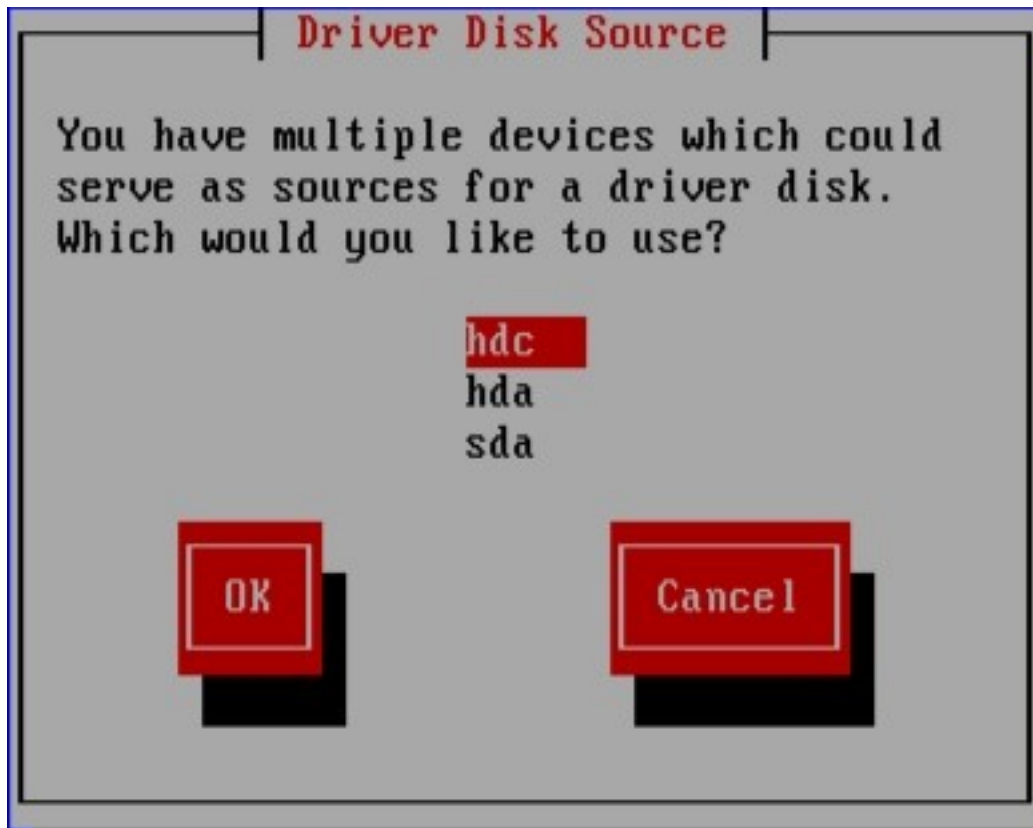 Driver Disk Source
You have multiple devices which could
serve as sources for a driver disk.
Which would you like to use?
hdc
hda
sda
OK
Cancel